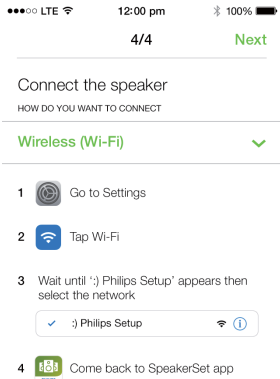 LTE 12:00 pm 100%
4/4 Next
Connect the speaker
HOW DO YOU WANT TO CONNECT
Wireless (Wi-Fi)
1 Go to Settings
2 Tap Wi-Fi
3 Wait until ‘:) Philips Setup’ appears then
select the network
:) Philips Setup
4 Come back to SpeakerSet app